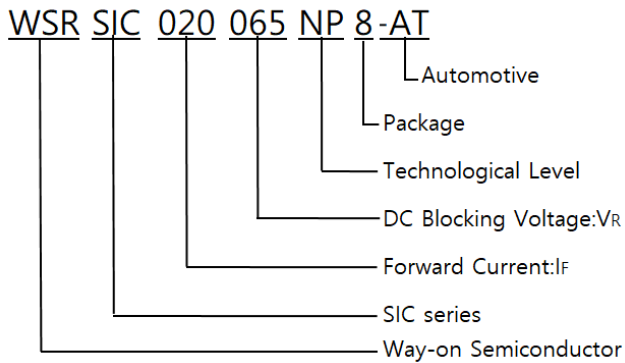 WSR SIC 020 065 NP 8 -AT
Automotive
Package
Technological Level
DC Blocking Voltage:VR
Forward Current:IF
SIC series
Way-on Semiconductor